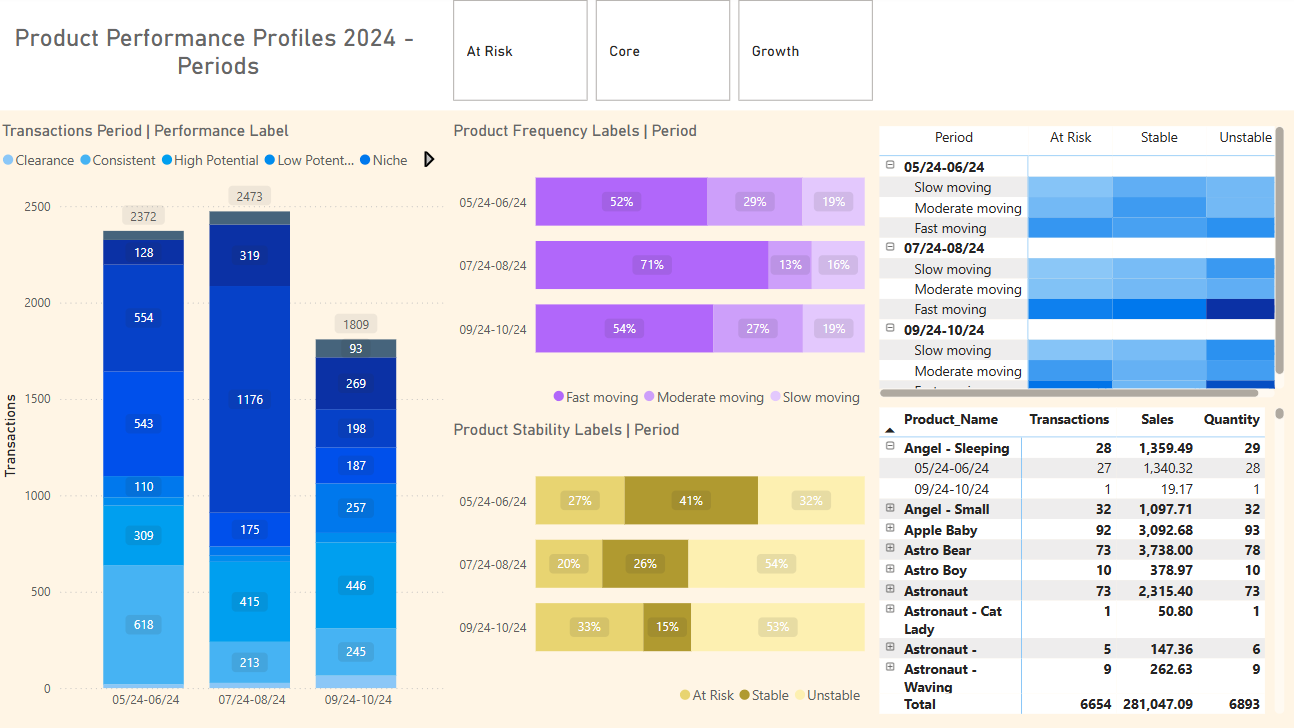 Product Performance Profiles 2024 -
Periods
At Risk
Core
Growth
Transactions Period | Performance Label
Clearance Consistent High Potential Low Potent... Niche
Transactions
2500
2000
1500
1000
500
0
2372
128
554
543
110
309
618
2473
319
1176
175
415
213
1809
93
269
198
187
257
446
245
05/24-06/24 07/24-08/24 09/24-10/24
Product Frequency Labels | Period
05/24-06/24 52% 29% 19%
07/24-08/24 71% 13% 16%
09/24-10/24 54% 27% 19%
Fast moving Moderate moving Slow moving
Product Stability Labels | Period
05/24-06/24 27% 41% 32%
07/24-08/24 20% 26% 54%
09/24-10/24 33% 15% 53%
At Risk Stable Unstable
Period At Risk Stable Unstable
05/24-06/24
Slow moving
Moderate moving
Fast moving
07/24-08/24
Slow moving
Moderate moving
Fast moving
09/24-10/24
Slow moving
Moderate moving
Product_Name Transactions Sales Quantity
Angel - Sleeping 28 1,359.49 29
05/24-06/24 27 1,340.32 28
09/24-10/24 1 19.17 1
Angel - Small 32 1,097.71 32
Apple Baby 92 3,092.68 93
Astro Bear 73 3,738.00 78
Astro Boy 10 378.97 10
Astronaut 73 2,315.40 73
Astronaut - Cat 1 50.80 1
Lady
Astronaut - 5 147.36 6
Astronaut - 9 262.63 9
Waving
Total 6654 281,047.09 6893